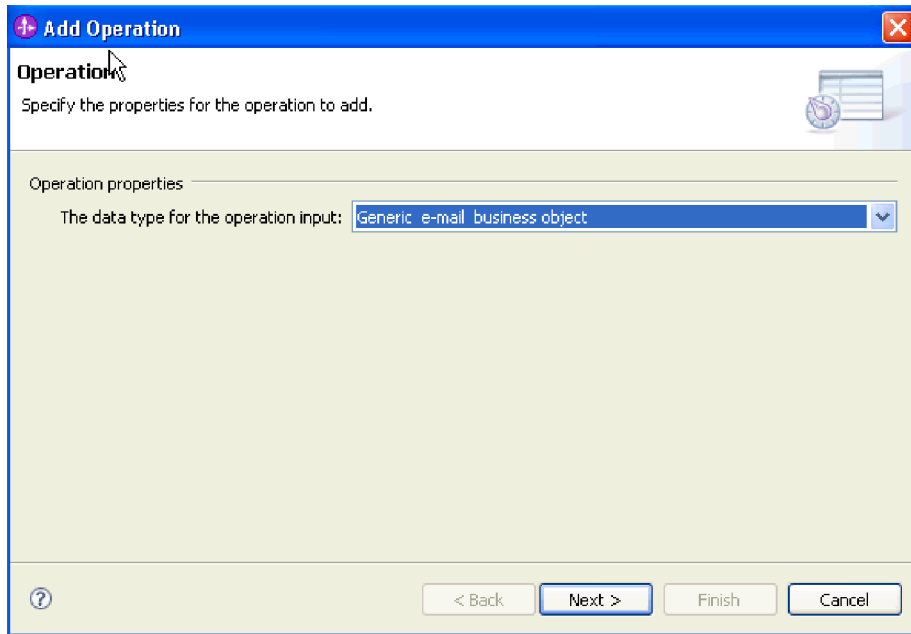 Add Operation
Operation
Specify the properties for the operation to add.
Operation properties
The data type for the operation input: Generic e-mail business object
?
< Back Next > Finish Cancel